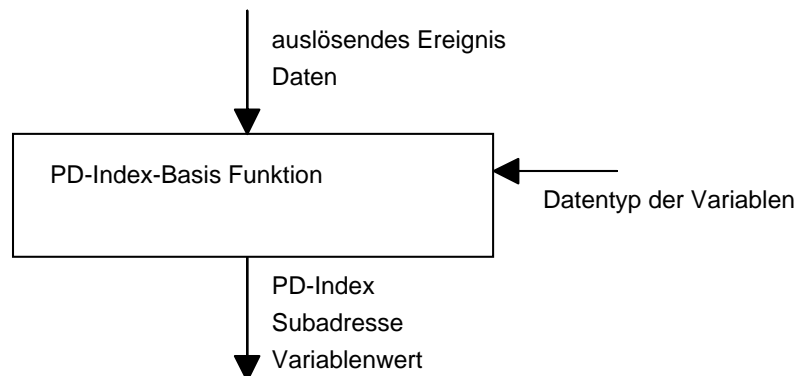 auslösendes Ereignis
Daten
PD-Index-Basis Funktion
Datentyp der Variablen
PD-Index
Subadresse
Variablenwert